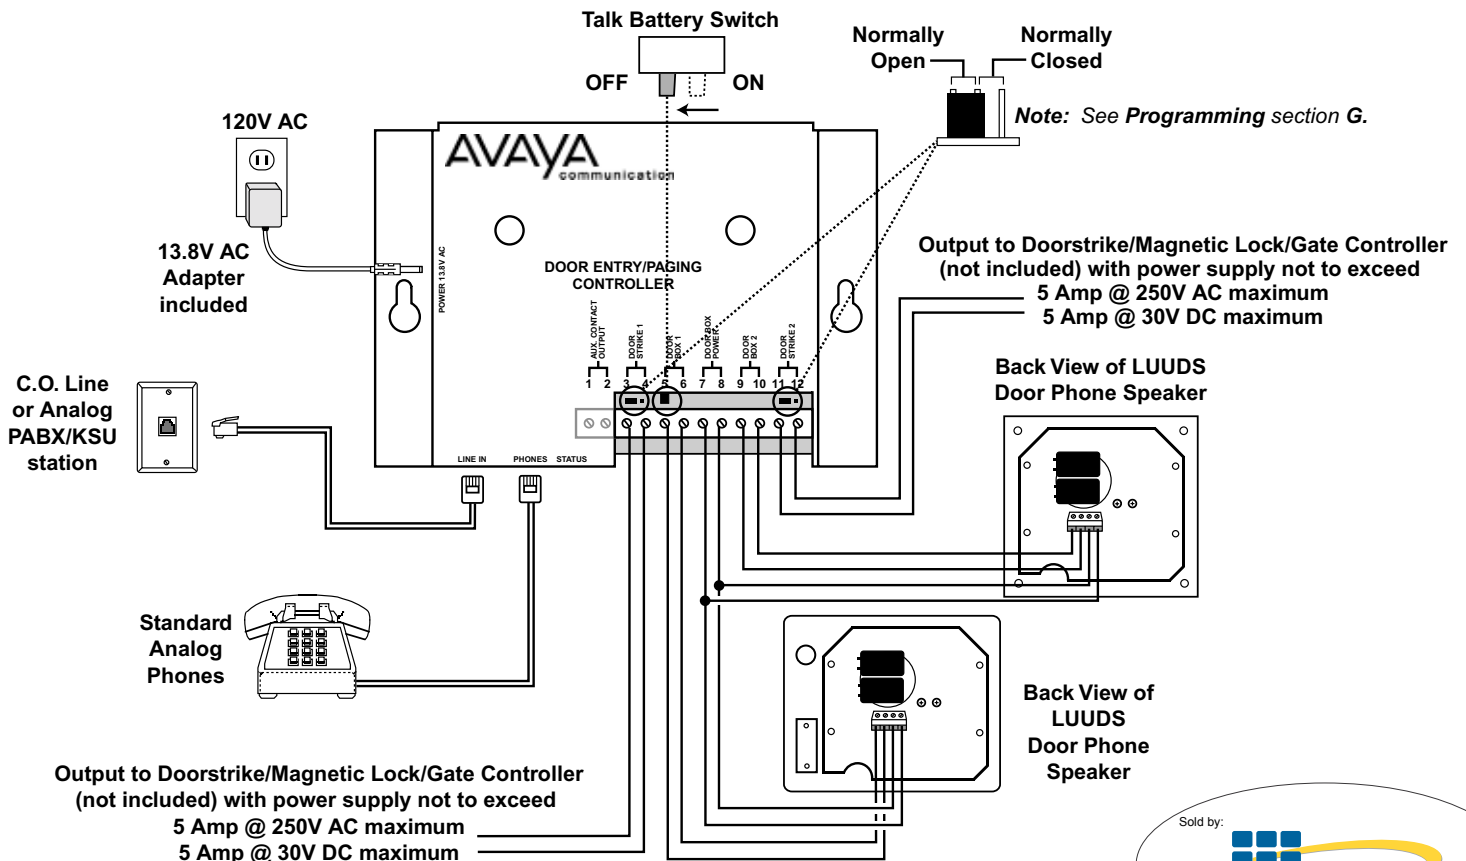 Talk Battery Switch
OFF
ON
Normally
Open
Normally
Closed
Note: See Programming section G.
120V AC
13.8V AC
Adapter
included
POWER 13.8V AC
AVAYA
communication
DOOR ENTRY/PAGING
CONTROLLER
AUX. CONTACT
OUTPUT
DOOR
STRIKE 1
DOOR
BOX 1
DOOR BOX
POWER
DOOR
BOX 2
DOOR
STRIKE 2
1 2 3 4 5 6 7 8 9 10 11 12
LINE IN
PHONES
STATUS
Output to Doorstrike/Magnetic Lock/Gate Controller
(not included) with power supply not to exceed
5 Amp @ 250V AC maximum
5 Amp @ 30V DC maximum
C.O. Line
or Analog
PABX/KSU
station
Back View of LUUDS
Door Phone Speaker
Standard
Analog
Phones
Back View of
LUUDS
Door Phone
Speaker
Output to Doorstrike/Magnetic Lock/Gate Controller
(not included) with power supply not to exceed
5 Amp @ 250V AC maximum
5 Amp @ 30V DC maximum
Sold by: